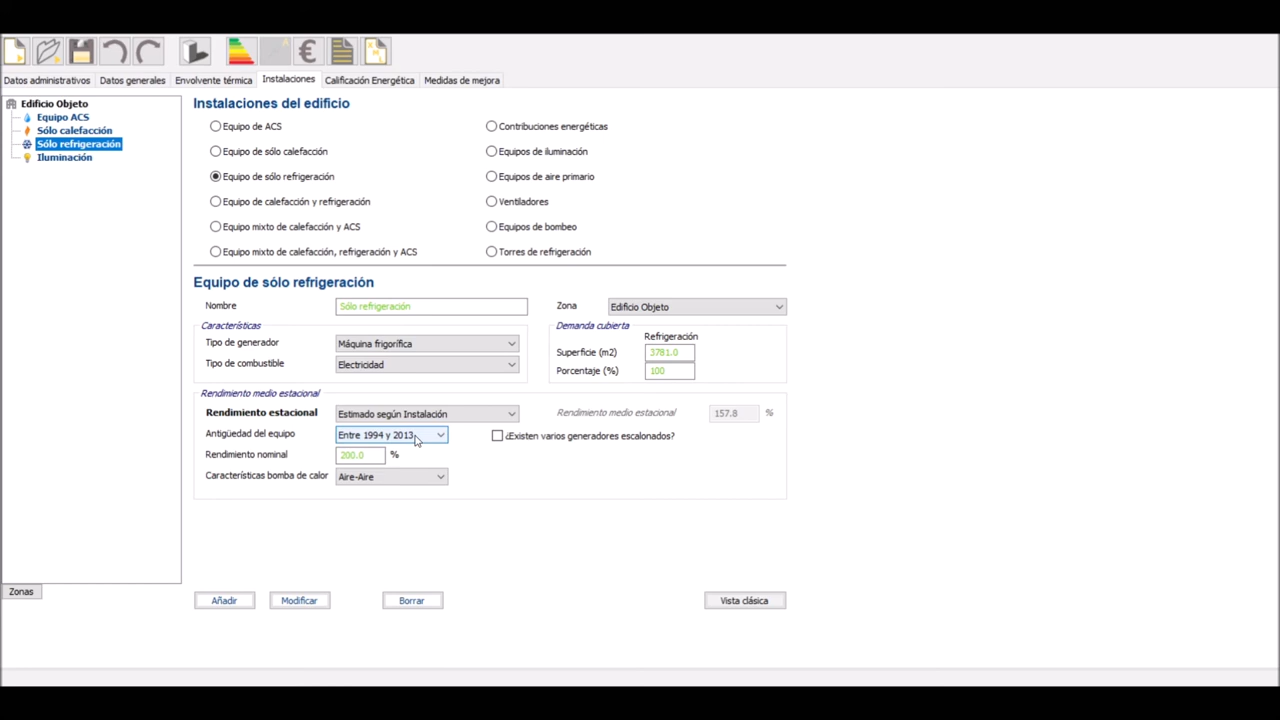 Datos administrativos Datos generales Envolvente térmica Instalaciones Calificación Energética Medidas de mejora
Edificio Objeto
Equipo ACS
Sólo calefacción
Sólo refrigeración
Iluminación
Zonas
Instalaciones del edificio
Equipo de ACS Contribuciones energéticas
Equipo de sólo calefacción Equipos de iluminación
Equipo de sólo refrigeración Equipos de aire primario
Equipo de calefacción y refrigeración Ventiladores
Equipo mixto de calefacción y ACS Equipos de bombeo
Equipo mixto de calefacción, refrigeración y ACS Torres de refrigeración
Equipo de sólo refrigeración
Nombre Sólo refrigeración Zona Edificio Objeto
Características Demanda cubierta
Refrigeración
Tipo de generador Máquina frigorífica Superficie (m2) 3781.0
Tipo de combustible Electricidad Porcentaje (%) 100
Rendimiento medio estacional
Rendimiento estacional Estimado según Instalación Rendimiento medio estacional 157.8 %
Antigüedad del equipo Entre 1994 y 2013 ¿Existen varios generadores escalonados?
Rendimiento nominal 200.0 %
Características bomba de calor Aire-Aire
Añadir Modificar Borrar Vista clásica